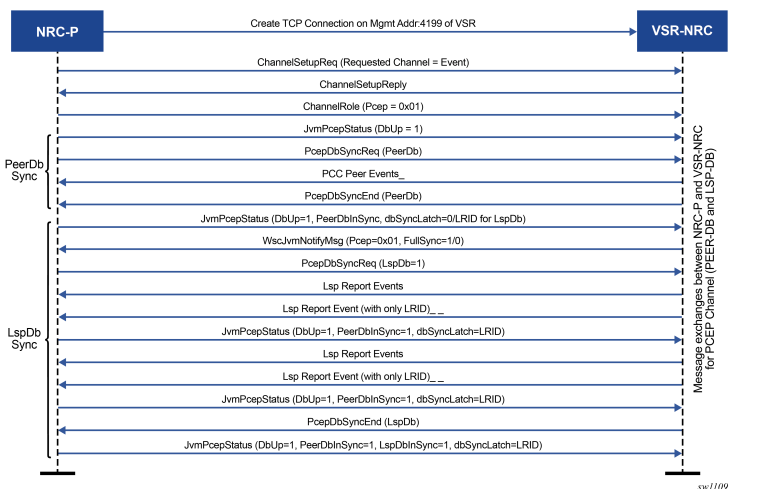 Create TCP Connection on Mgmt Addr:4199 of VSR
NRC-P
VSR-NRC
ChannelSetupReq (Requested Channel = Event)
ChannelSetupReply
ChannelRole (Pcep = 0x01)
JvmPcepStatus (DbUp = 1)
PcepDbSyncReq (PeerDb)
PeerDb
Sync
PCC Peer Events_
PcepDbSyncEnd (PeerDb)
JvmPcepStatus (DbUp=1, PeerDbInSync, dbSyncLatch=0/LRID for LspDb)
WscJvmNotifyMsg (Pcep=0x01, FullSync=1/0)
PcepDbSyncReq (LspDb=1)
Lsp Report Events
Lsp Report Event (with only LRID)_ _
LspDb
Sync
JvmPcepStatus (DbUp=1, PeerDbInSync=1, dbSyncLatch=LRID)
Lsp Report Events
Lsp Report Event (with only LRID)_ _
JvmPcepStatus (DbUp=1, PeerDbInSync=1, dbSyncLatch=LRID)
PcepDbSyncEnd (LspDb)
JvmPcepStatus (DbUp=1, PeerDbInSync=1, LspDbInSync=1, dbSyncLatch=LRID)
Message exchanges between NRC-P and VSR-NRC
for PCEP Channel (PEER-DB and LSP-DB)
sw1109